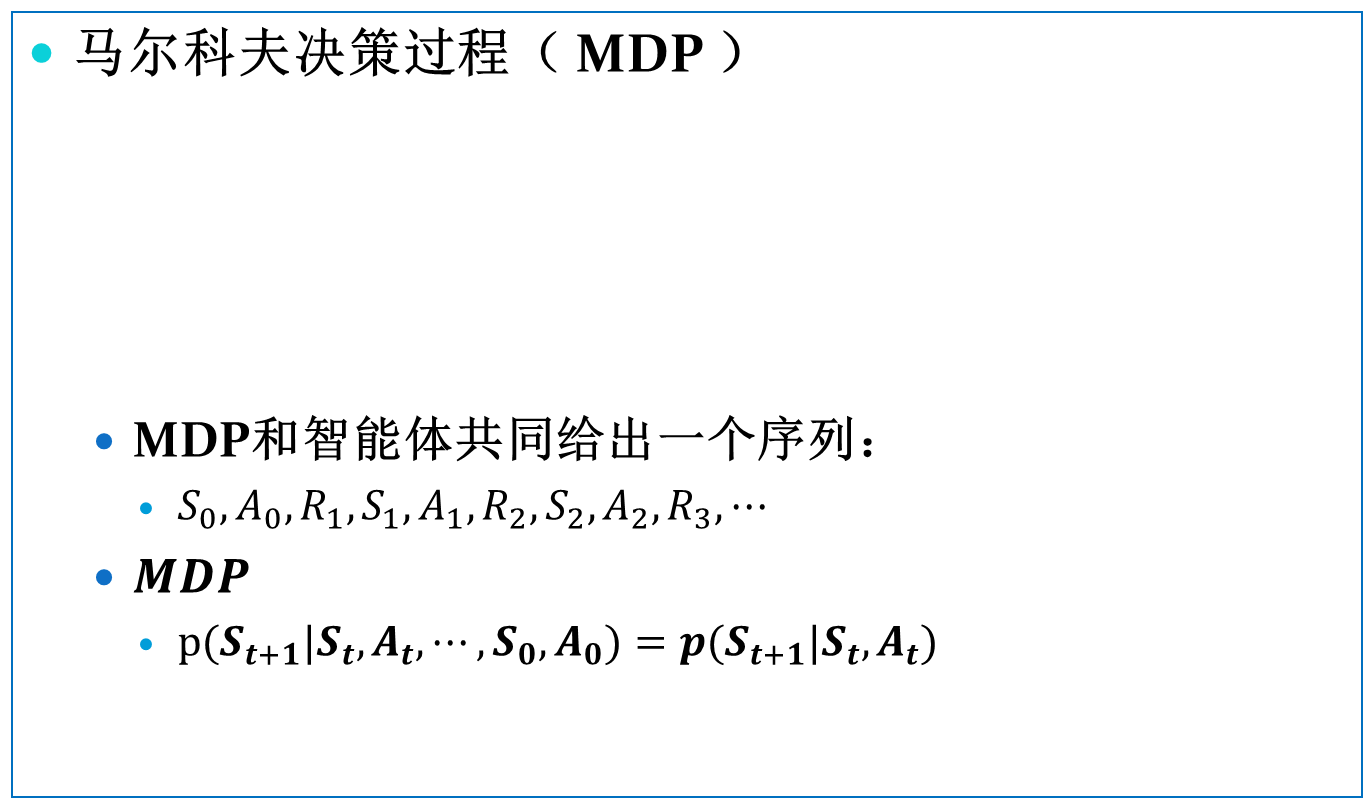 • 马尔科夫决策过程（ MDP ）
• MDP和智能体共同给出一个序列：
• S₀, A₀, R₁, S₁, A₁, R₂, S₂, A₂, R₃, ⋯
• MDP
• p(Sₜ₊₁|Sₜ, Aₜ, ⋯ , S₀, A₀) = p(Sₜ₊₁|Sₜ, Aₜ)